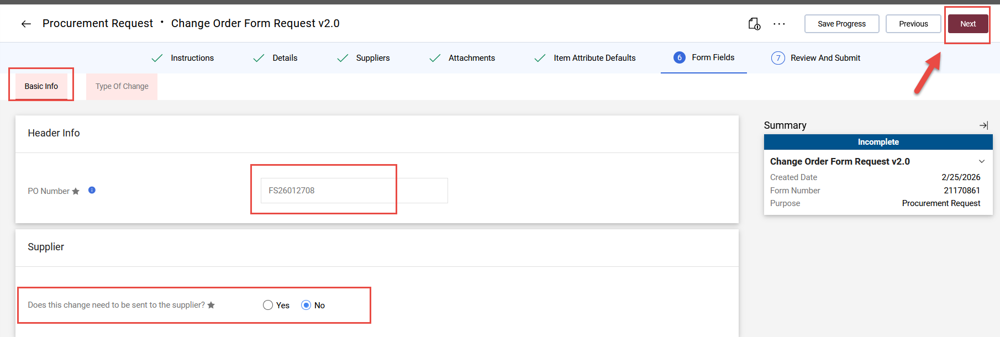 Procurement Request • Change Order Form Request v2.0
Save Progress
Previous
Next
Instructions
Details
Suppliers
Attachments
Item Attribute Defaults
6 Form Fields
7 Review And Submit
Basic Info
Type Of Change
Header Info
PO Number
FS26012708
Supplier
Does this change need to be sent to the supplier?
Yes
No
Summary
Incomplete
Change Order Form Request v2.0
Created Date 2/25/2026
Form Number 21170861
Purpose Procurement Request